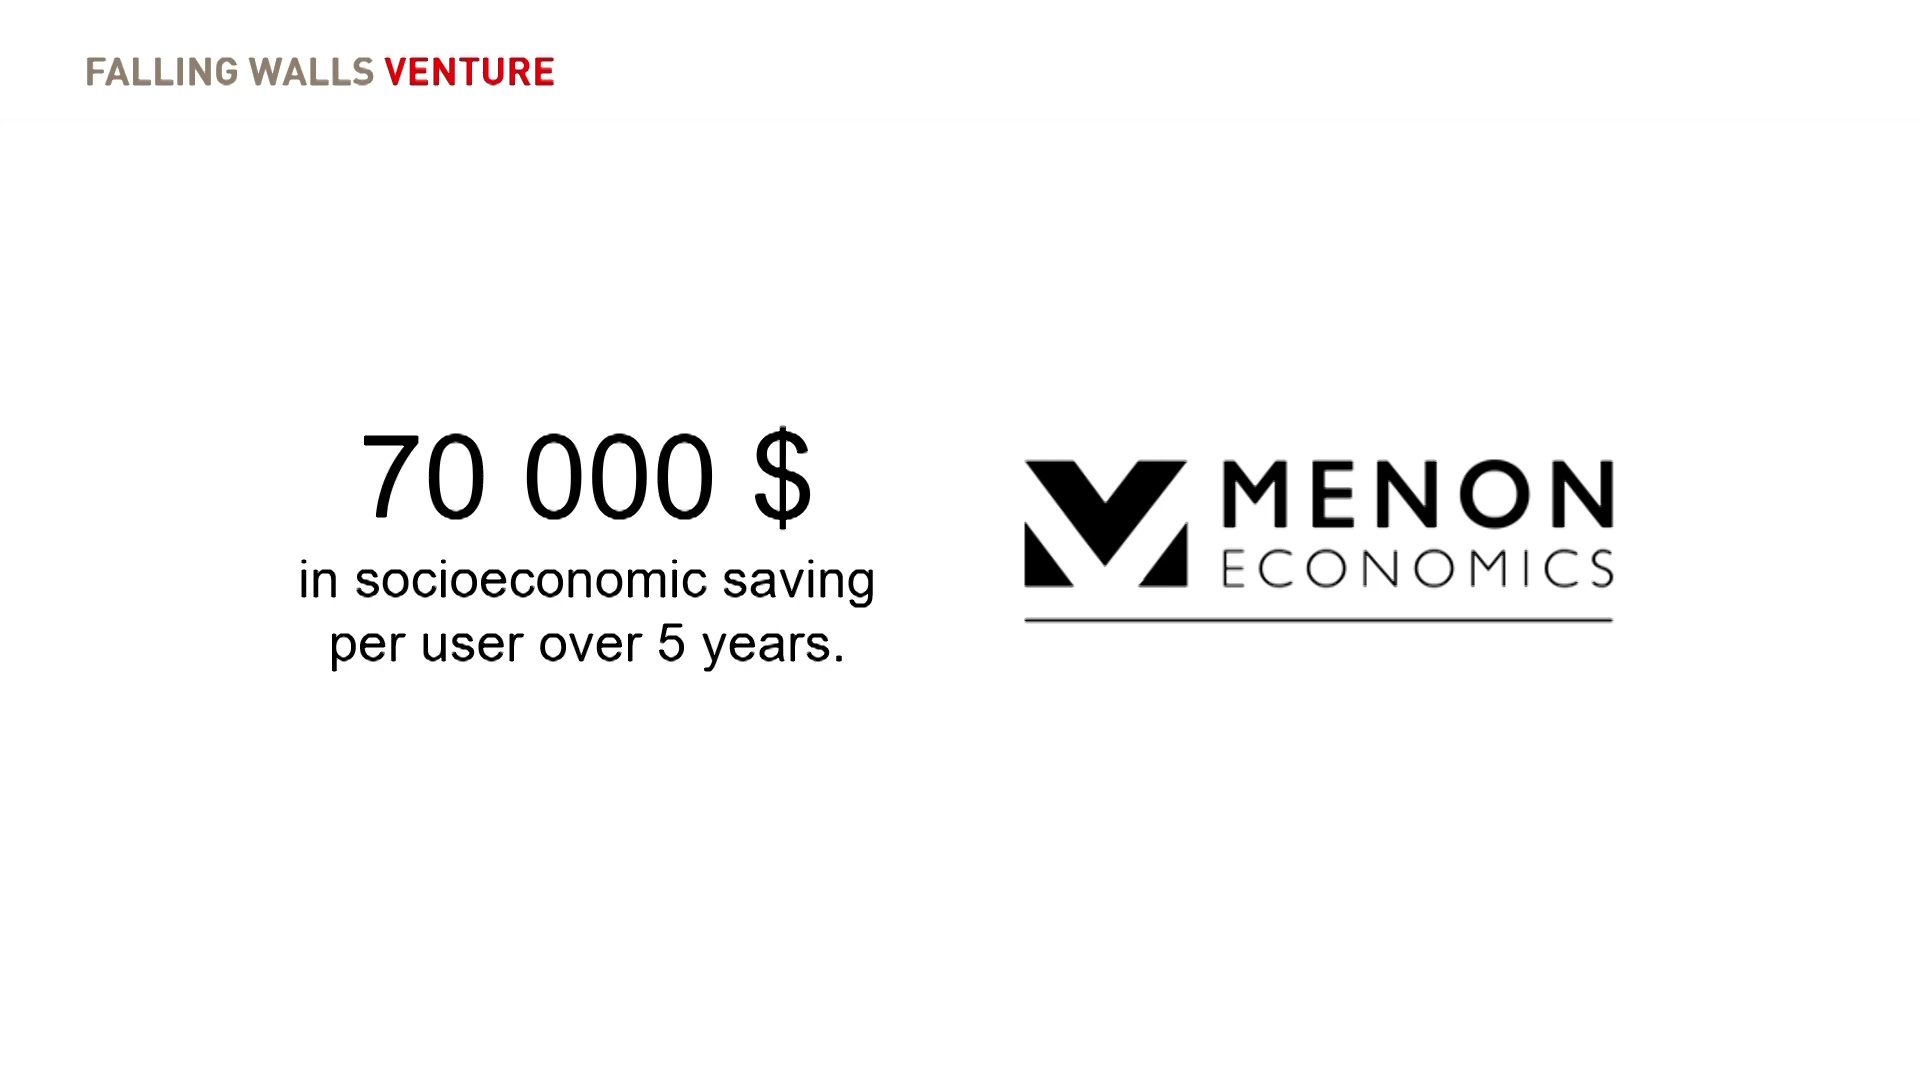 FALLING WALLS VENTURE
70 000 $
in socioeconomic saving
per user over 5 years.
MENON
ECONOMICS